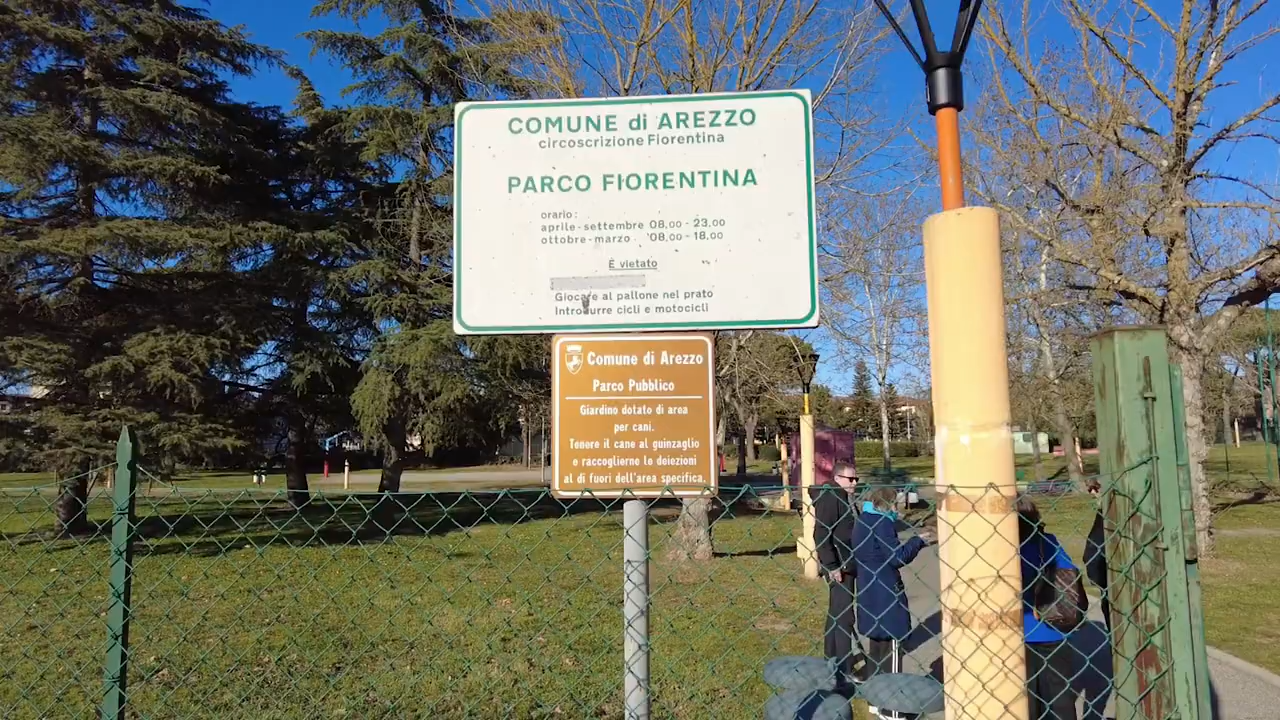 COMUNE di AREZZO
circoscrizione Fiorentina
PARCO FIORENTINA
orario :
aprile - settembre 08,00 - 23,00
ottobre - marzo 08,00 - 18,00
È vietato
Giocare al pallone nel prato
Introdurre cicli e motocicli
Comune di Arezzo
Parco Pubblico
Giardino dotato di area
per cani.
Tenere il cane al guinzaglio
e raccoglierne le deiezioni
al di fuori dell'area specifica.